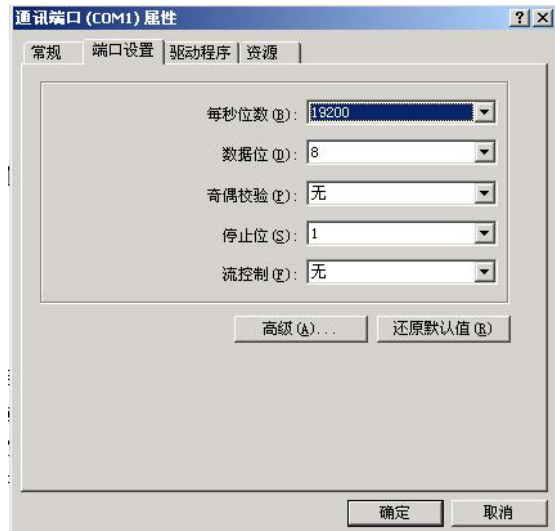 通讯端口 (COM1) 属性
常规 端口设置 驱动程序 资源
每秒位数(B): 19200
数据位(D): 8
奇偶校验(P): 无
停止位(S): 1
流控制(F): 无
高级(A)... 还原默认值(R)
确定 取消